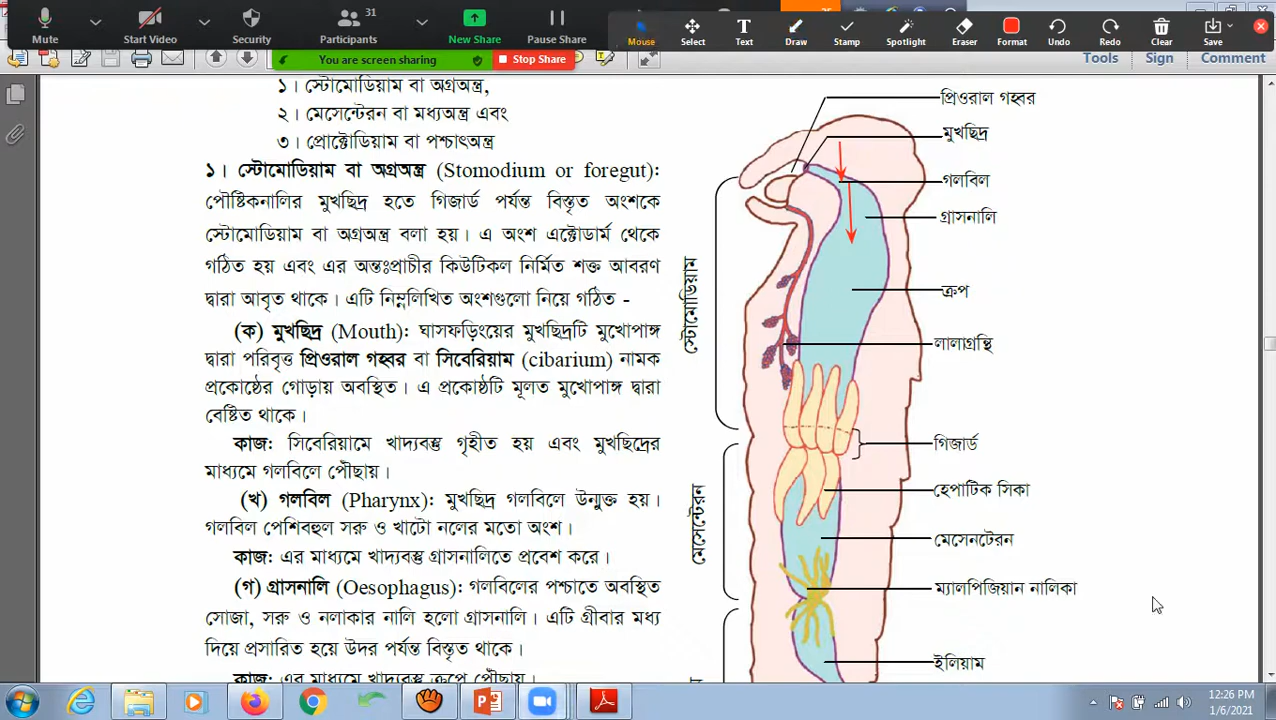 Mute
Start Video
Security
31
Participants
New Share
Pause Share
Mouse
Select
Text
Draw
Stamp
Spotlight
Eraser
Format
Undo
Redo
Clear
Save
You are screen sharing
Stop Share
Tools
Sign
Comment
১। স্টোমোডিয়াম বা অগ্রঅন্ত্র,
২। মেসেন্টেরন বা মধ্যঅন্ত্র এবং
৩। প্রোক্টোডিয়াম বা পশ্চাৎঅন্ত্র
১। স্টোমোডিয়াম বা অগ্রঅন্ত্র (Stomodium or foregut):
পৌষ্টিকনালির মুখছিদ্র হতে গিজার্ড পর্যন্ত বিস্তৃত অংশকে
স্টোমোডিয়াম বা অগ্রঅন্ত্র বলা হয়। এ অংশ এক্টোডার্ম থেকে
গঠিত হয় এবং এর অন্তঃপ্রাচীর কিউটিকল নির্মিত শক্ত আবরণ
দ্বারা আবৃত থাকে। এটি নিম্নলিখিত অংশগুলো নিয়ে গঠিত -
(ক) মুখছিদ্র (Mouth): ঘাসফড়িংয়ের মুখছিদ্রটি মুখোপাঙ্গ
দ্বারা পরিবৃত্ত প্রিওরাল গহ্বর বা সিবেরিয়াম (cibarium) নামক
প্রকোষ্ঠের গোড়ায় অবস্থিত। এ প্রকোষ্ঠটি মূলত মুখোপাঙ্গ দ্বারা
বেষ্টিত থাকে।
কাজ: সিবেরিয়ামে খাদ্যবস্তু গৃহীত হয় এবং মুখছিদ্রের
মাধ্যমে গলবিলে পৌঁছায়।
(খ) গলবিল (Pharynx): মুখছিদ্র গলবিলে উন্মুক্ত হয়।
গলবিল পেশিবহুল সরু ও খাটো নলের মতো অংশ।
কাজ: এর মাধ্যমে খাদ্যবস্তু গ্রাসনালিতে প্রবেশ করে।
(গ) গ্রাসনালি (Oesophagus): গলবিলের পশ্চাতে অবস্থিত
সোজা, সরু ও নলাকার নালি হলো গ্রাসনালি। এটি গ্রীবার মধ্য
দিয়ে প্রসারিত হয়ে উদর পর্যন্ত বিস্তৃত থাকে।
কাজ: এর মাধ্যমে খাদ্যবস্তু ক্রপে পৌঁছায়।
প্রিওরাল গহ্বর
মুখছিদ্র
গলবিল
গ্রাসনালি
ক্রপ
লালাগ্রন্থি
গিজার্ড
হেপাটিক সিকা
মেসেনটেরন
ম্যালপিজিয়ান নালিকা
ইলিয়াম
স্টোমোডিয়াম
মেসেন্টেরন
12:26 PM
1/6/2021